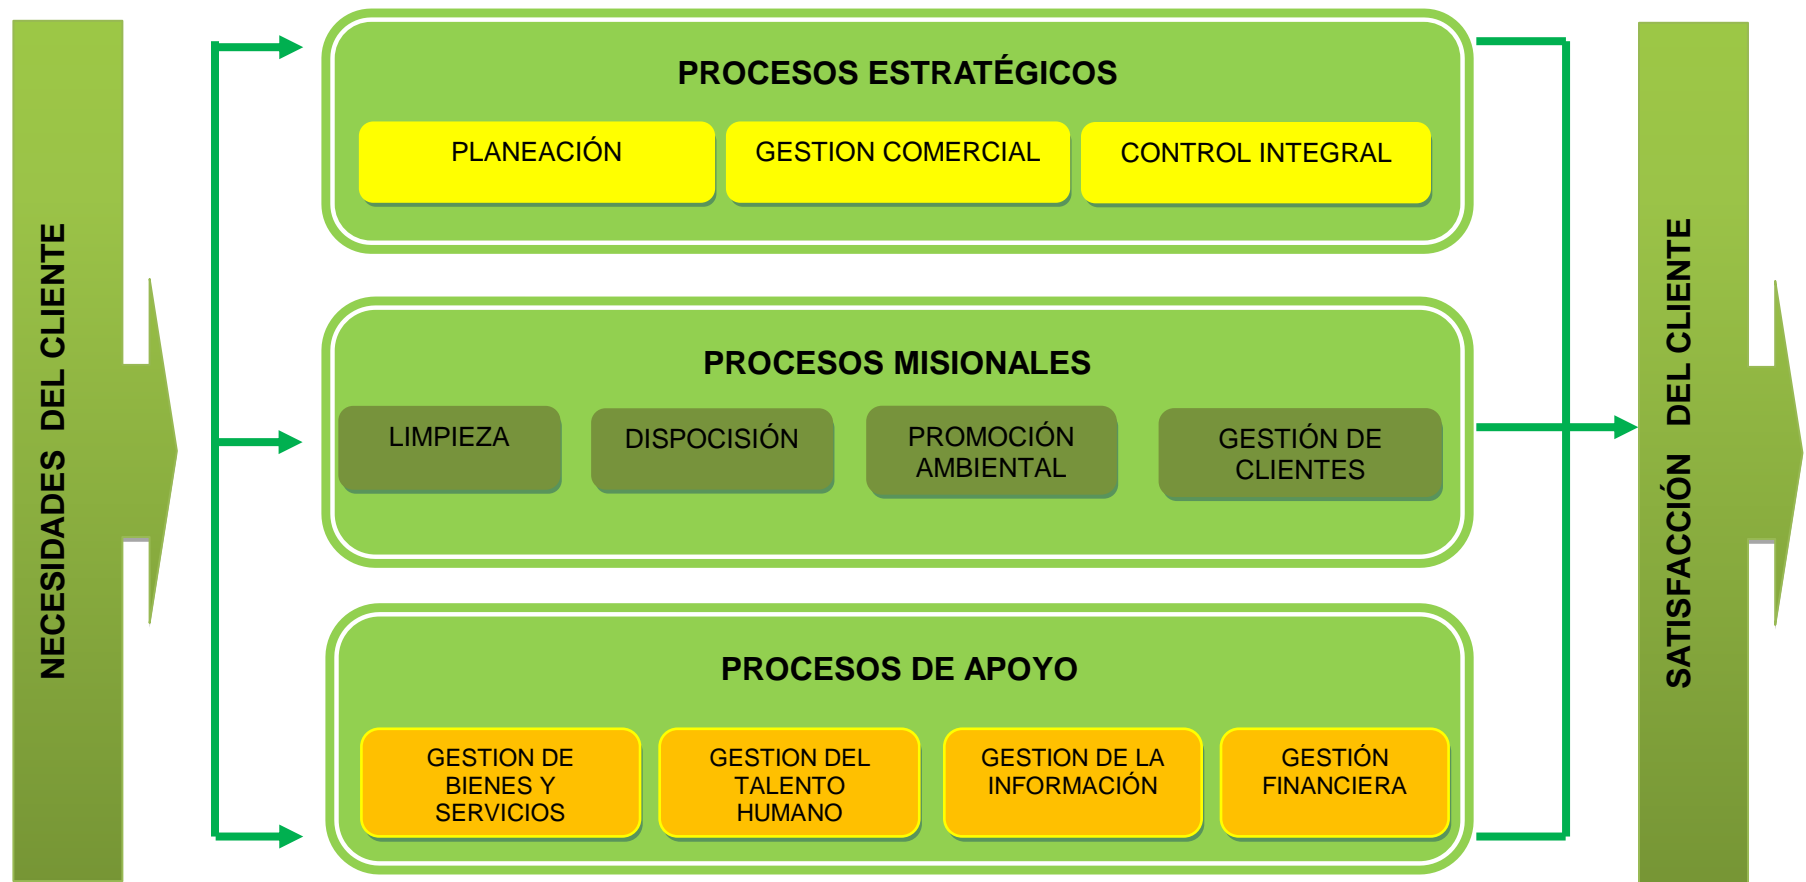 NECESIDADES DEL CLIENTE
PROCESOS ESTRATÉGICOS
PLANEACIÓN
GESTION COMERCIAL
CONTROL INTEGRAL
PROCESOS MISIONALES
LIMPIEZA
DISPOCISIÓN
PROMOCIÓN
AMBIENTAL
GESTIÓN DE
CLIENTES
PROCESOS DE APOYO
GESTION DE
BIENES Y
SERVICIOS
GESTION DEL
TALENTO
HUMANO
GESTION DE LA
INFORMACIÓN
GESTIÓN
FINANCIERA
SATISFACCIÓN DEL CLIENTE